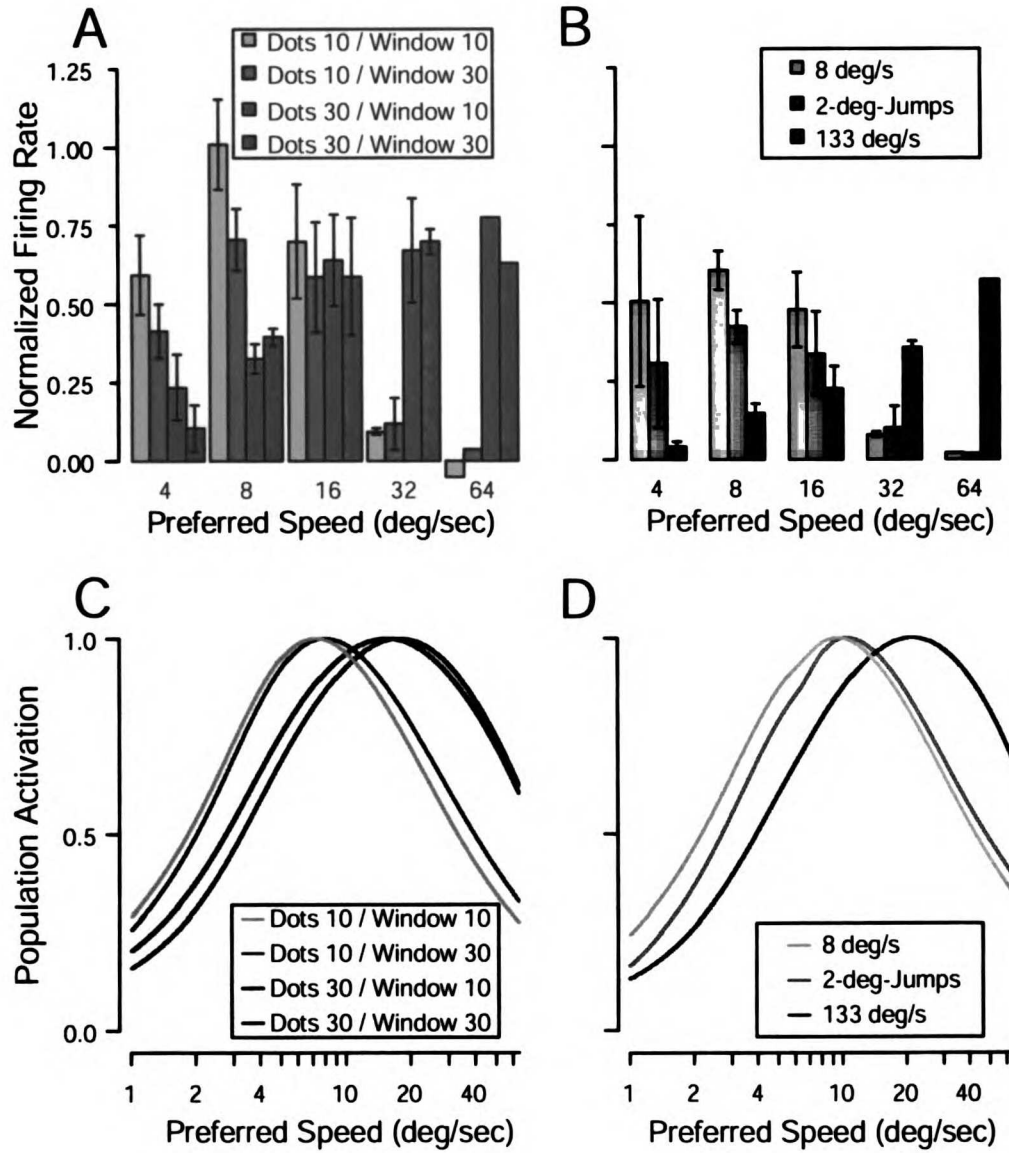 A
Dots 10 / Window 10
Dots 10 / Window 30
Dots 30 / Window 10
Dots 30 / Window 30
Normalized Firing Rate
1.25
1.00
0.75
0.50
0.25
0.00
4 8 16 32 64
Preferred Speed (deg/sec)
B
8 deg/s
2-deg-Jumps
133 deg/s
4 8 16 32 64
Preferred Speed (deg/sec)
C
Population Activation
1.0
0.5
0.0
Dots 10 / Window 10
Dots 10 / Window 30
Dots 30 / Window 10
Dots 30 / Window 30
1 2 4 10 20 40
Preferred Speed (deg/sec)
D
8 deg/s
2-deg-Jumps
133 deg/s
1 2 4 10 20 40
Preferred Speed (deg/sec)